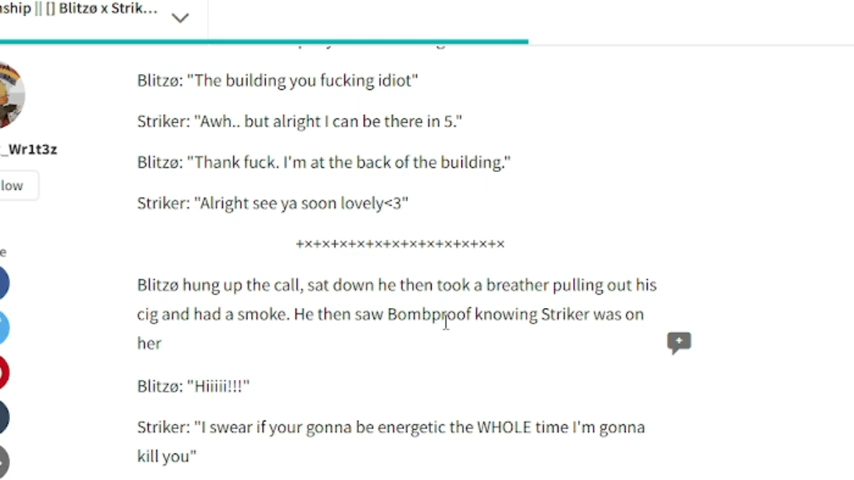 ship || [] Blitzø x Strik...
Blitzø: "The building you fucking idiot"
Striker: "Awh.. but alright I can be there in 5."
_Wr1t3z
Blitzø: "Thank fuck. I'm at the back of the building."
low
Striker: "Alright see ya soon lovely<3"
+×+×+×+×+×+×+×+×+×+×+×+×
e
Blitzø hung up the call, sat down he then took a breather pulling out his
cig and had a smoke. He then saw Bombproof knowing Striker was on
her
Blitzø: "Hiiiii!!!"
Striker: "I swear if your gonna be energetic the WHOLE time I'm gonna
kill you"